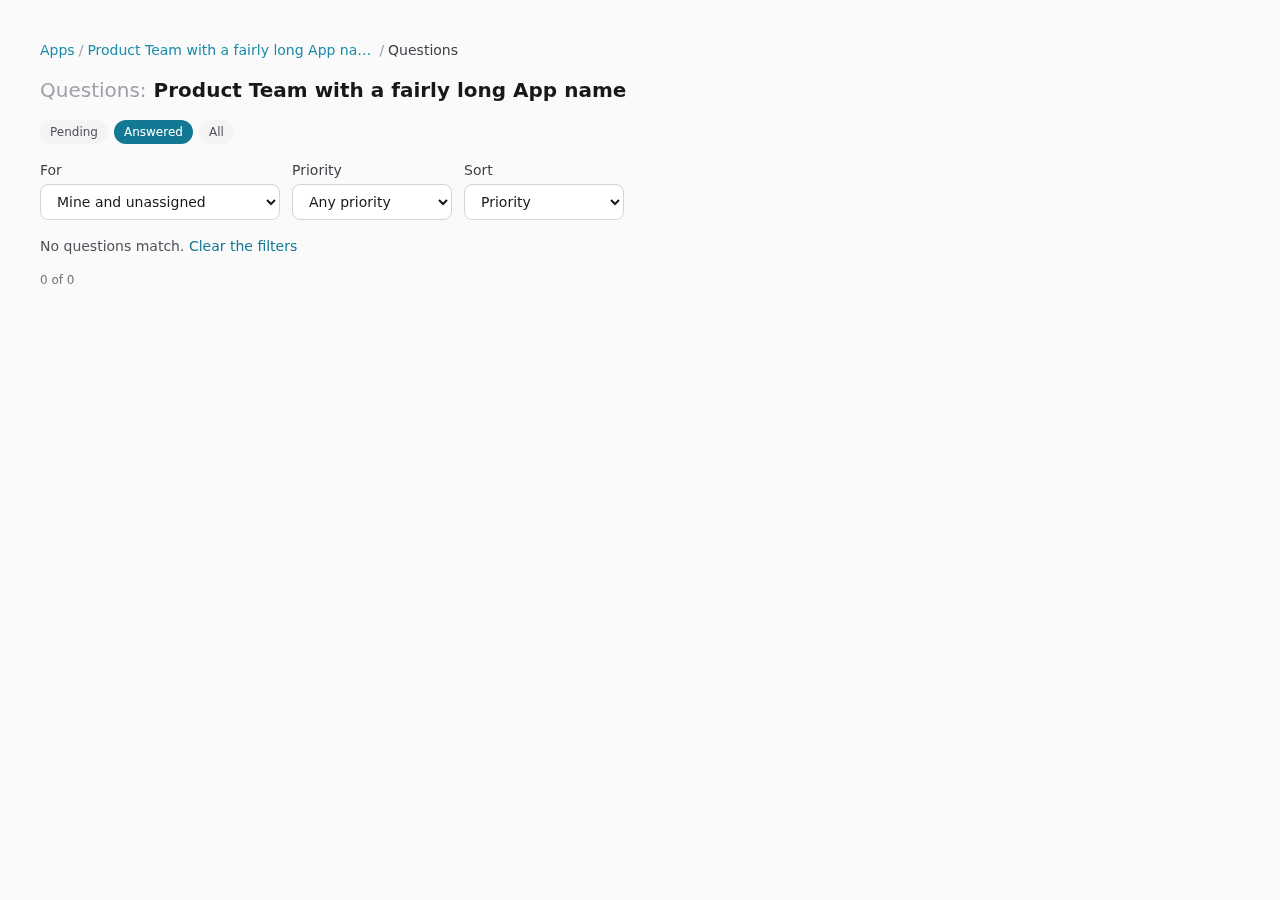 Apps / Product Team with a fairly long App na… / Questions
Questions: Product Team with a fairly long App name
Pending Answered All
For Priority Sort
Mine and unassigned Any priority Priority
No questions match. Clear the filters
0 of 0